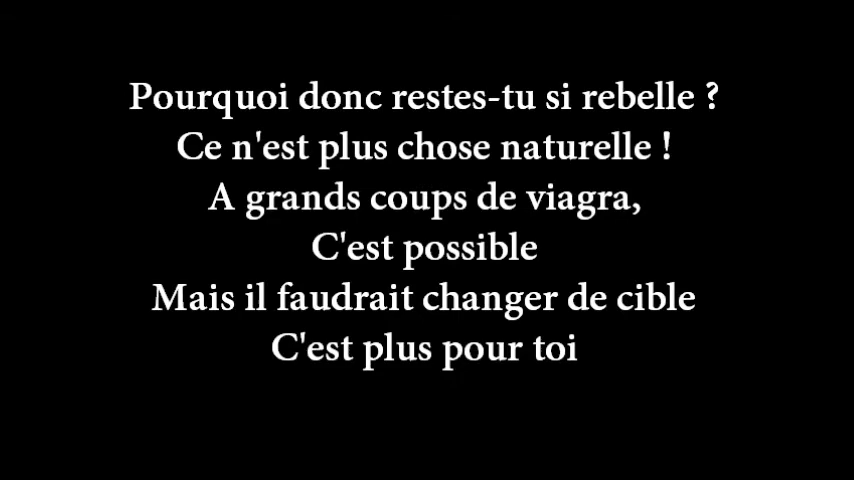 Pourquoi donc restes-tu si rebelle ?
Ce n'est plus chose naturelle !
A grands coups de viagra,
C'est possible
Mais il faudrait changer de cible
C'est plus pour toi